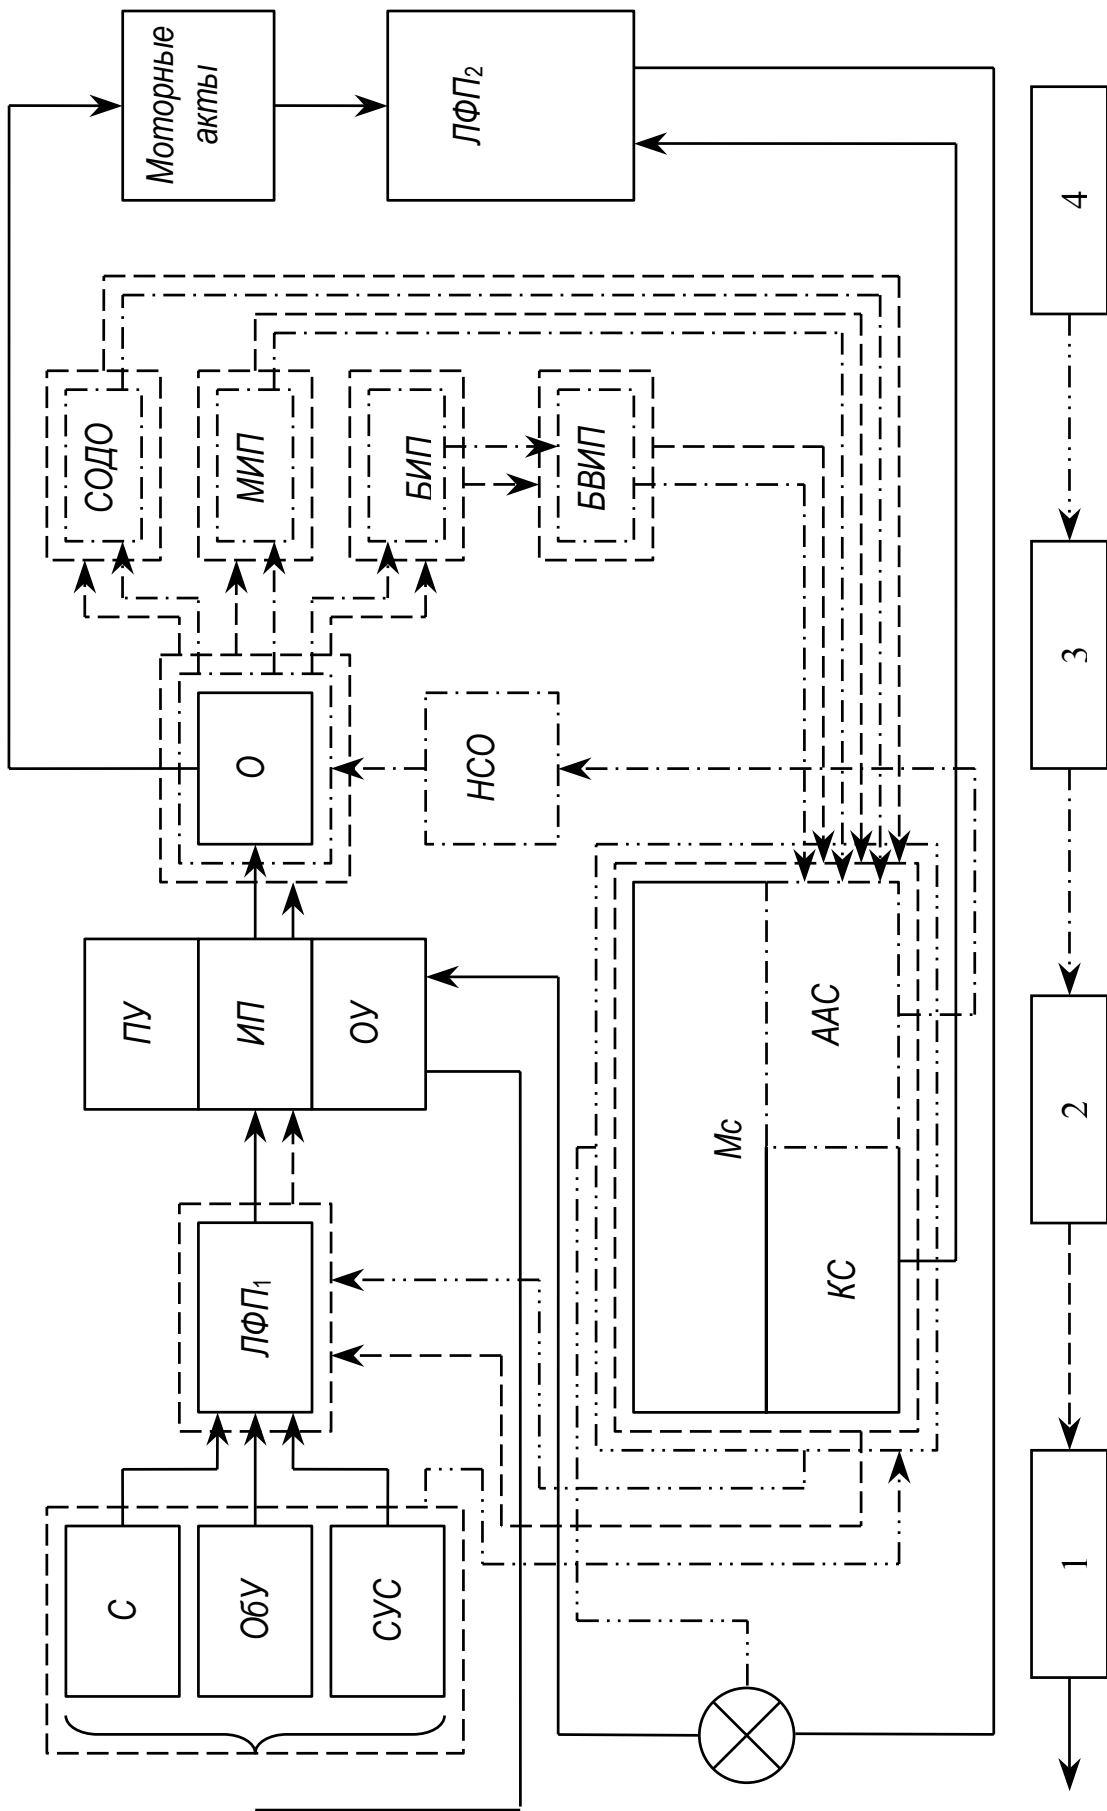 Моторные
акты
ЛФП₂
СОДО
МИП
БИП
БВИП
О
НСО
ПУ
ИП
ОУ
ЛФП₁
Мс
ААС
КС
С
ОбУ
СУС
1
2
3
4